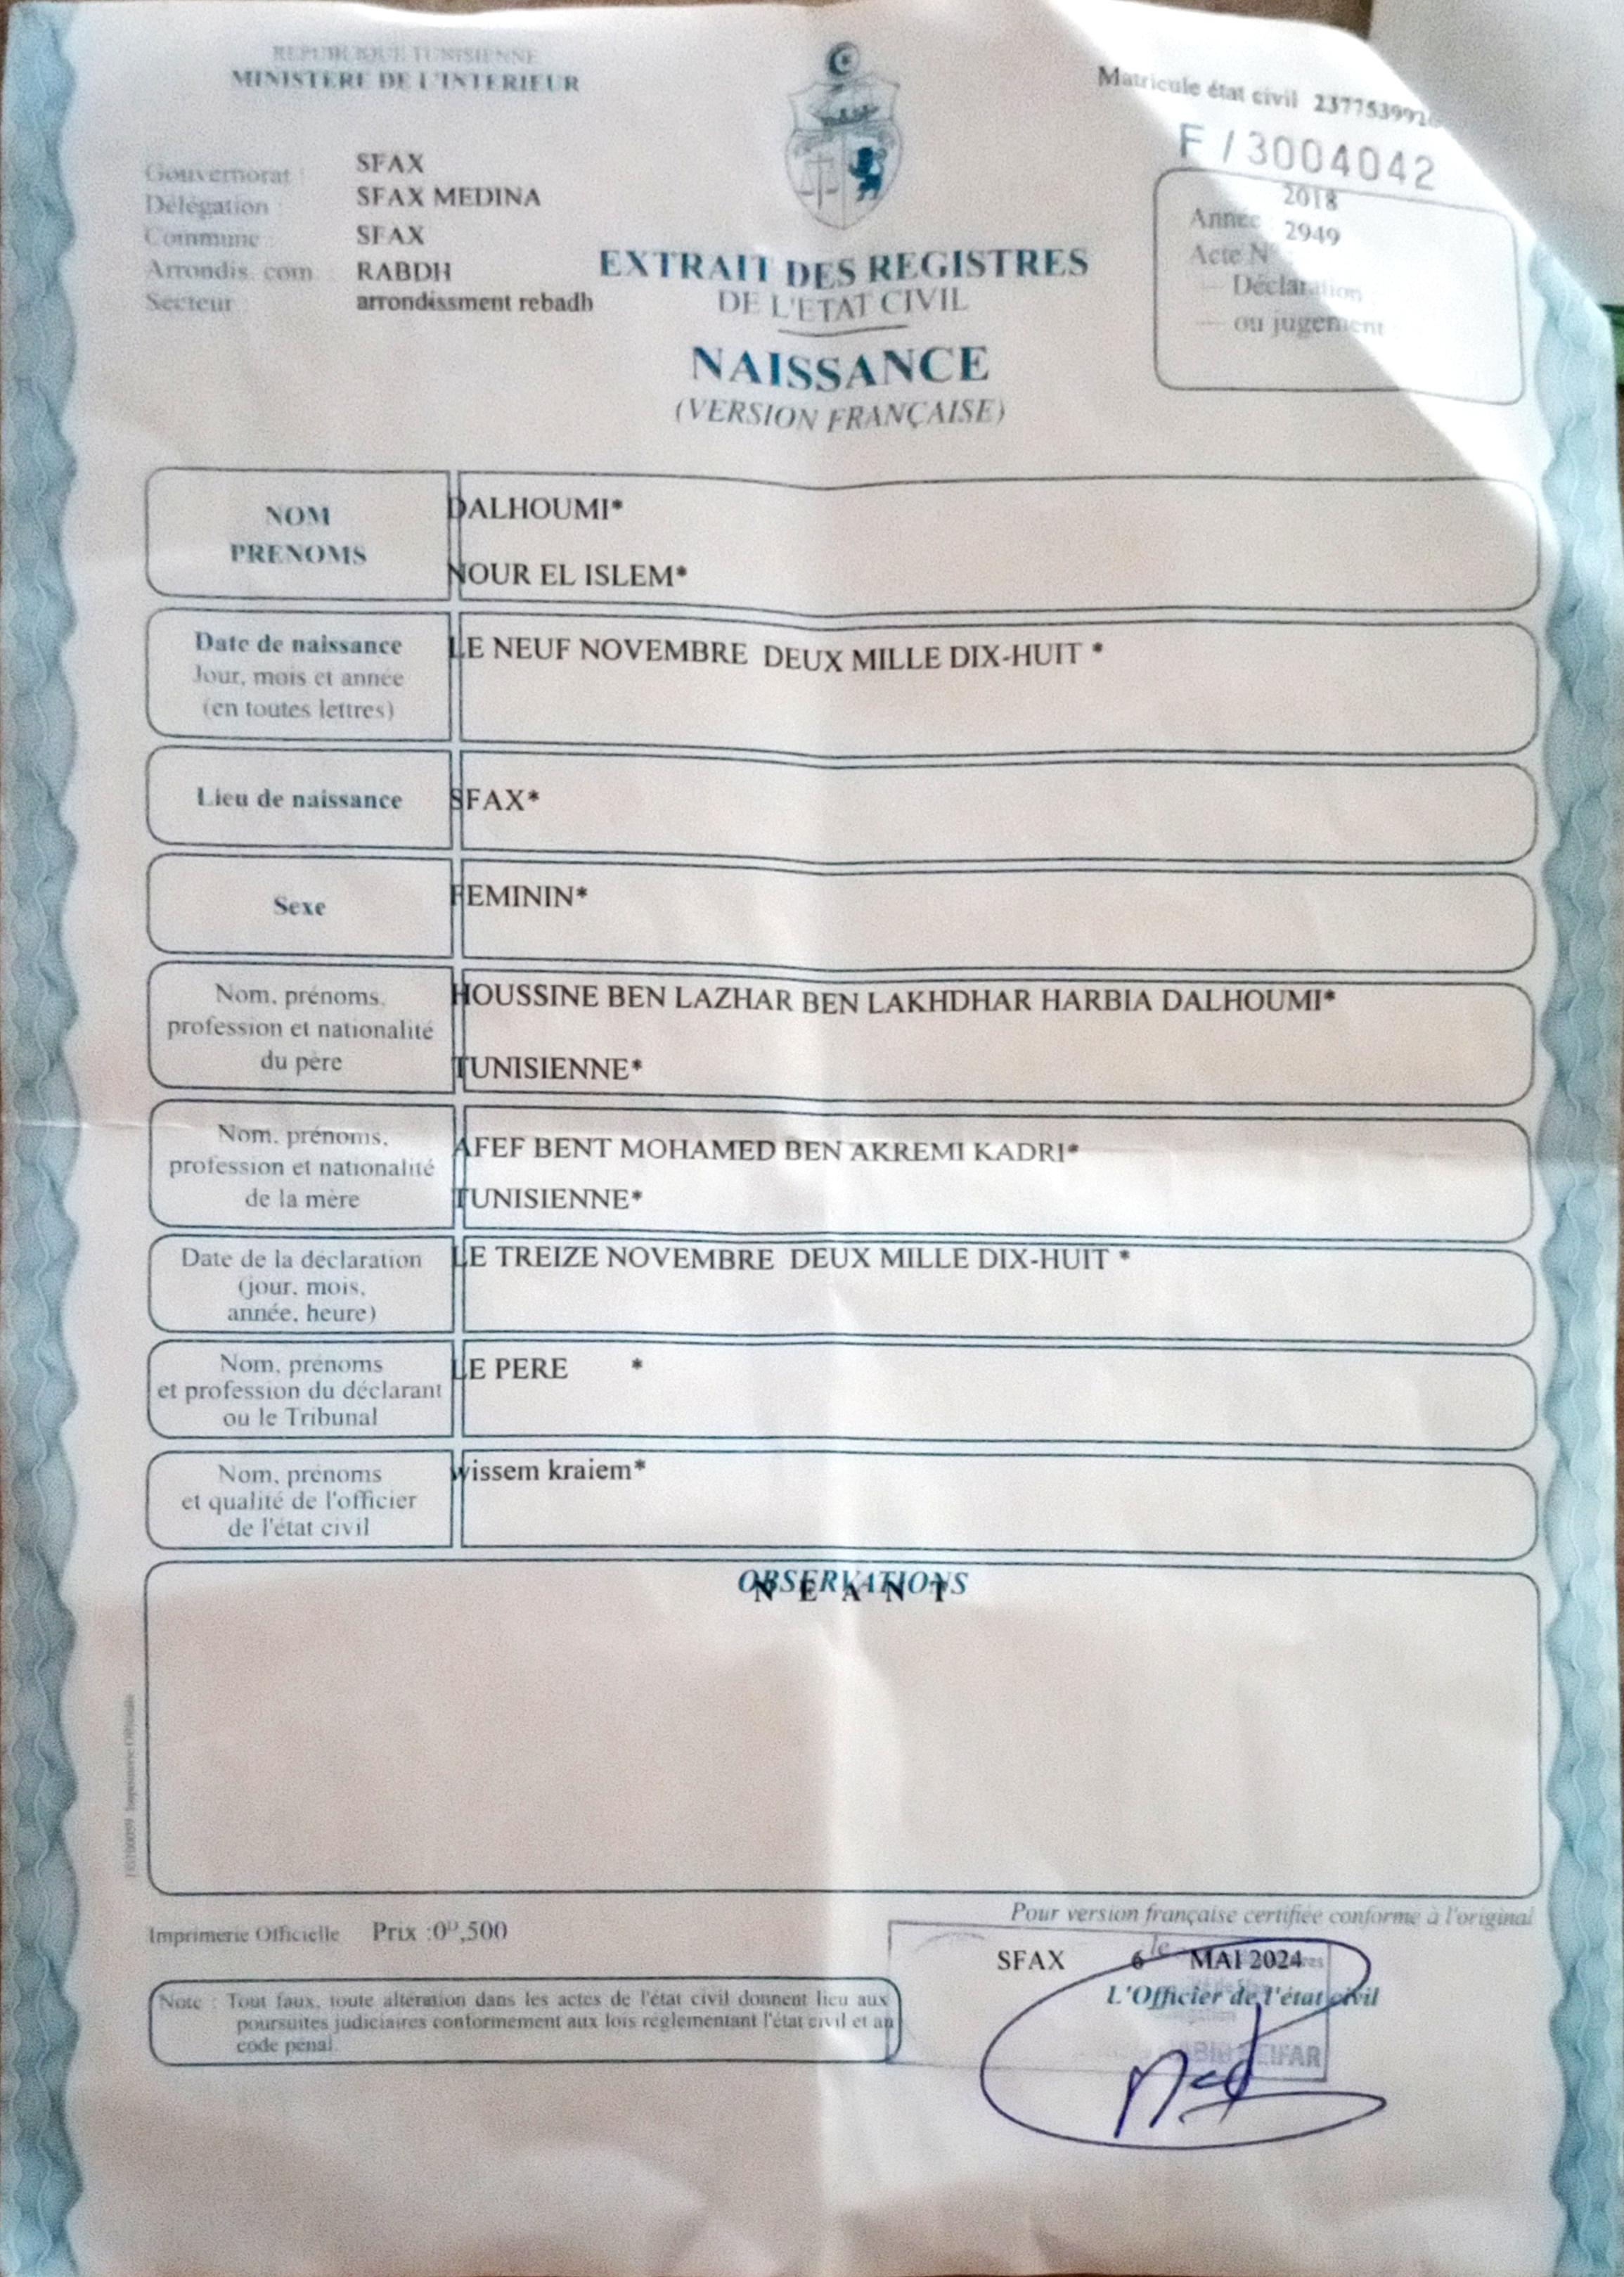 REPUBLIQUE TUNISIENNE
MINISTERE DE L'INTERIEUR
Matricule état civil
F / 3004042
Gouvernorat : SFAX
Délégation : SFAX MEDINA
Commune : SFAX
Arrondis. com : RABDH
Secteur : arrondissment rebadh
Année : 2018
Acte N° : 2949
— Déclaration :
— ou jugement
EXTRAIT DES REGISTRES
DE L'ETAT CIVIL
NAISSANCE
(VERSION FRANÇAISE)
NOM DALHOUMI*
PRENOMS NOUR EL ISLEM*
Date de naissance
Jour, mois et année
(en toutes lettres)
LE NEUF NOVEMBRE DEUX MILLE DIX-HUIT *
Lieu de naissance SFAX*
Sexe FEMININ*
Nom, prénoms,
profession et nationalité
du père
HOUSSINE BEN LAZHAR BEN LAKHDHAR HARBIA DALHOUMI*
TUNISIENNE*
Nom, prénoms,
profession et nationalité
de la mère
AFEF BENT MOHAMED BEN AKREMI KADRI*
TUNISIENNE*
Date de la déclaration
(jour, mois,
année, heure)
LE TREIZE NOVEMBRE DEUX MILLE DIX-HUIT *
Nom, prénoms
et profession du déclarant
ou le Tribunal
LE PERE *
Nom, prénoms
et qualité de l'officier
de l'état civil
wissem kraiem*
OBSERVATIONS
N E A N T
Imprimerie Officielle Prix :0ᴰ,500
Note : Tout faux, toute altération dans les actes de l'état civil donnent lieu aux
poursuites judiciaires conformement aux lois réglementant l'état civil et au
code pénal.
Pour version française certifiée conforme à l'original
SFAX 6 le MAI 2024
L'Officier de l'état civil